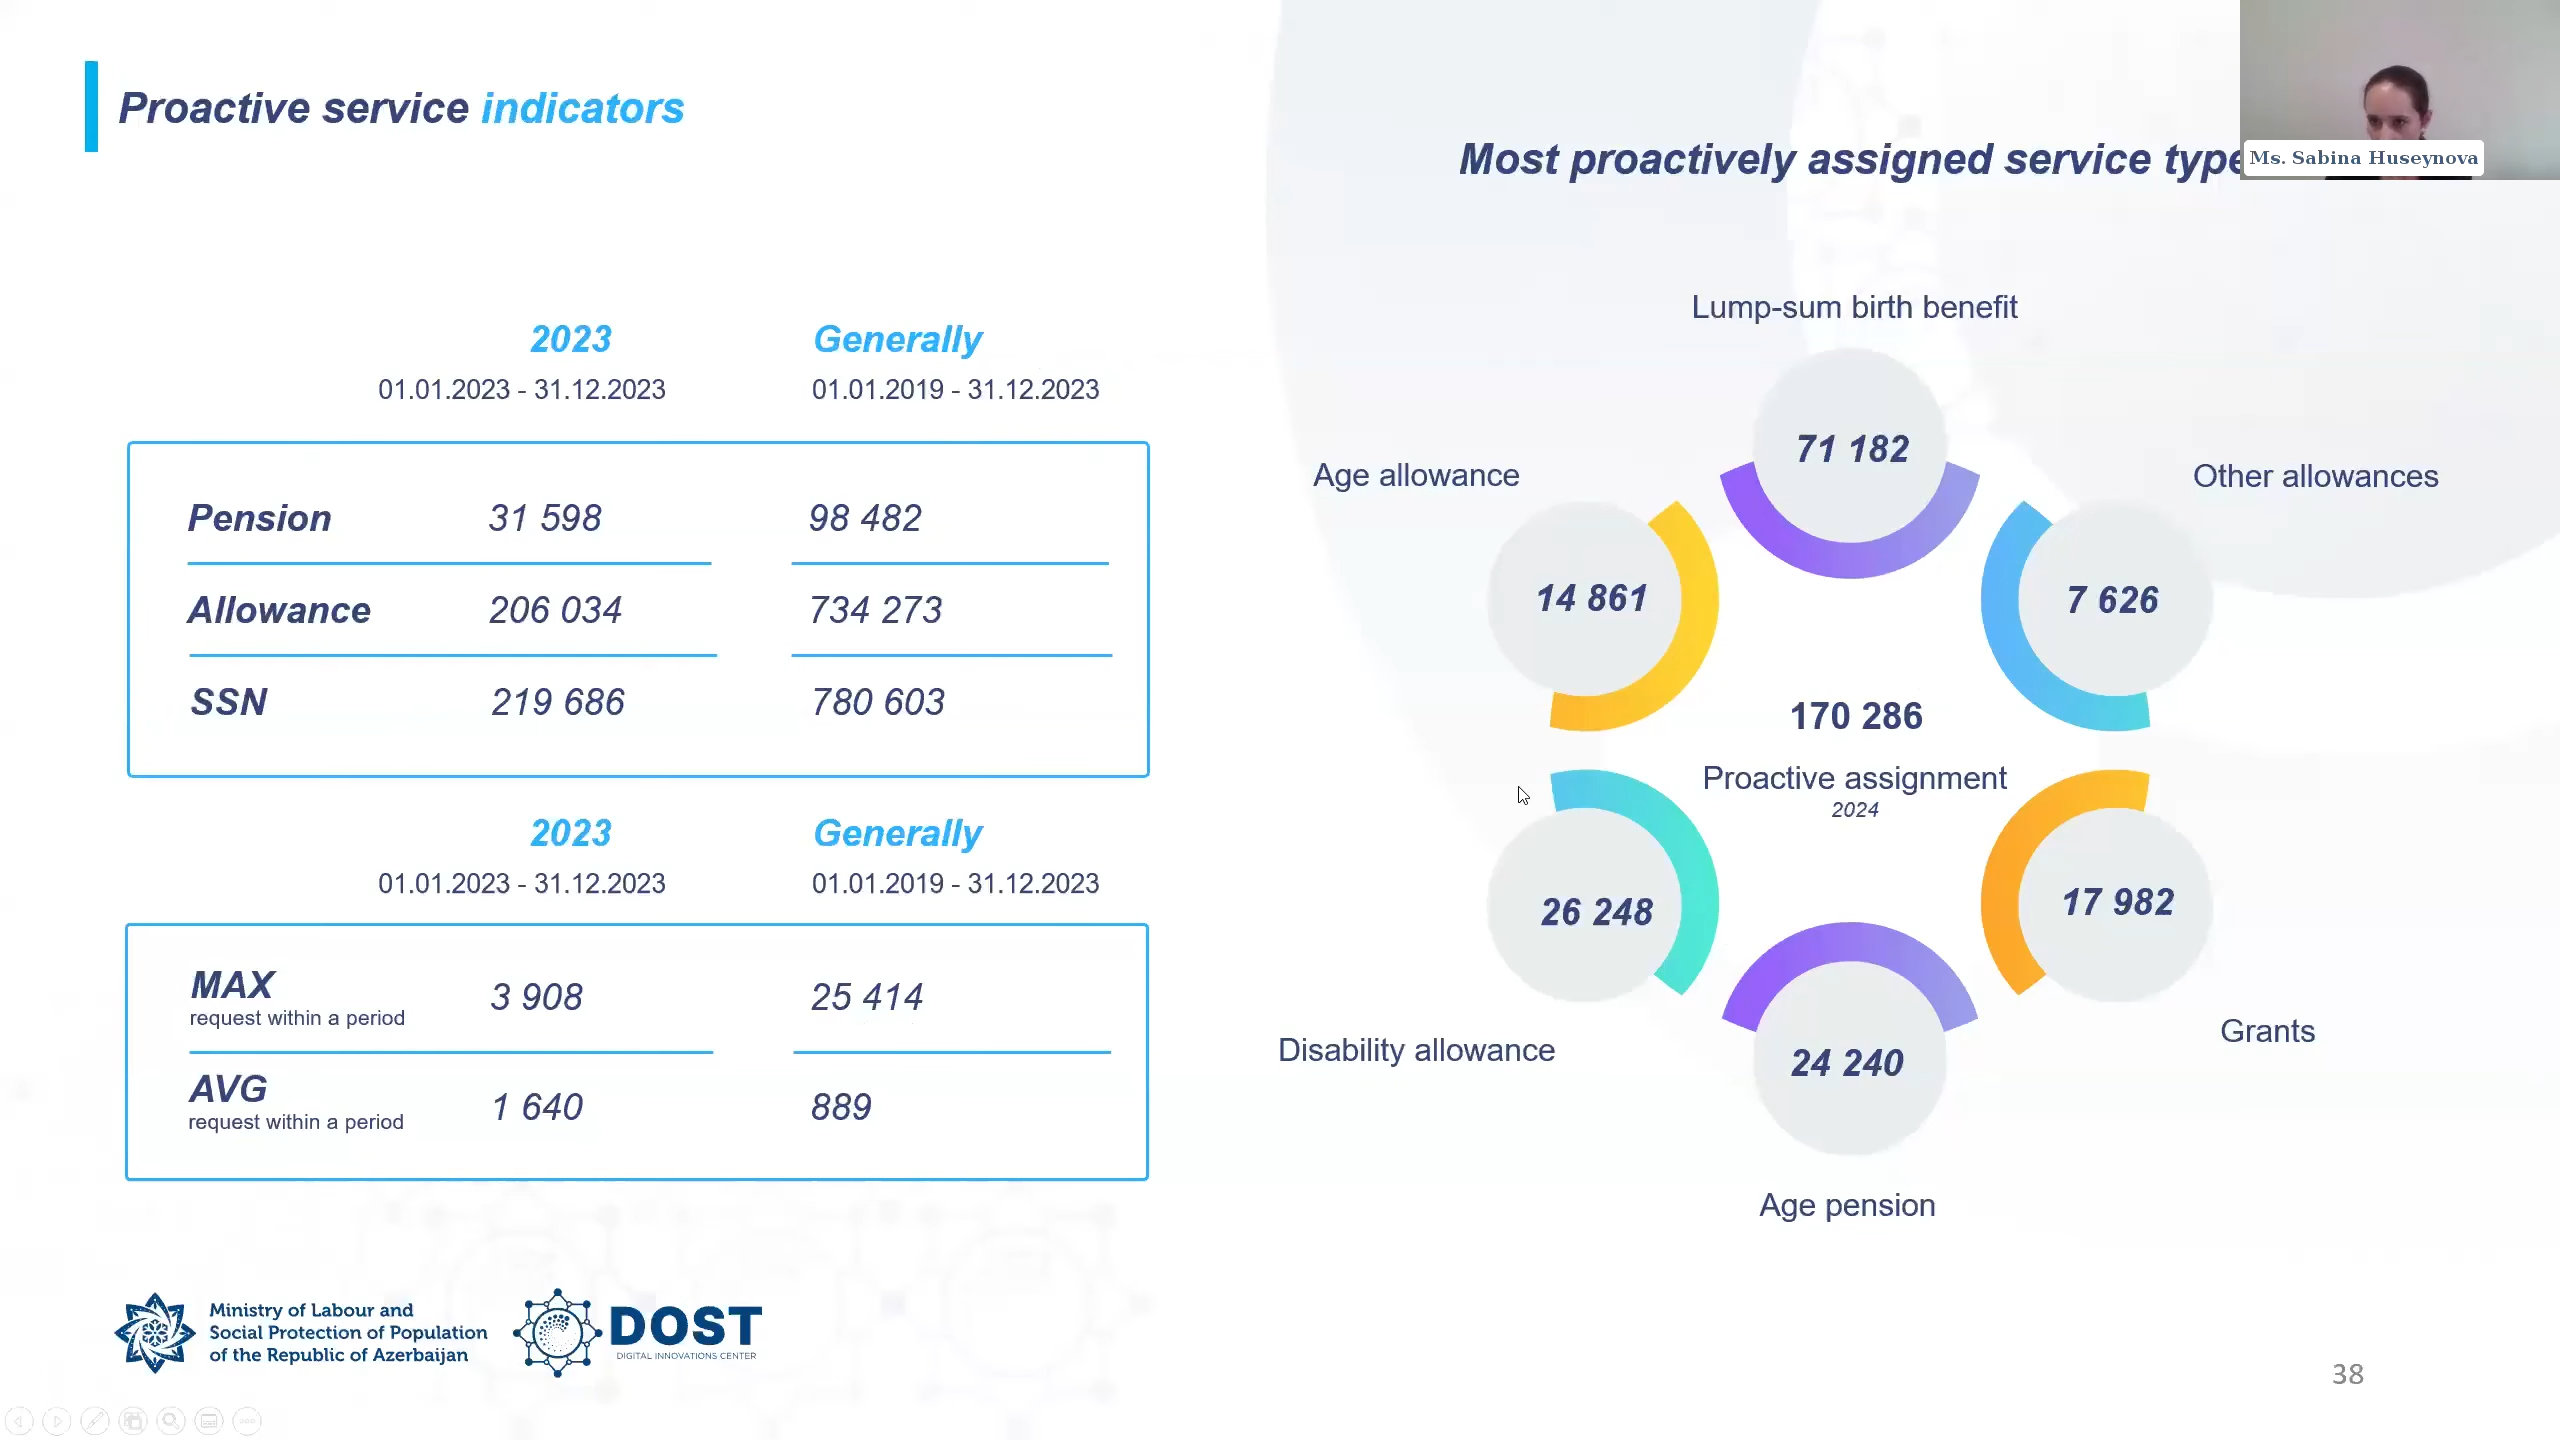 Proactive service indicators
2023
Generally
01.01.2023 - 31.12.2023
01.01.2019 - 31.12.2023
Pension
31 598
98 482
Allowance
206 034
734 273
SSN
219 686
780 603
2023
Generally
01.01.2023 - 31.12.2023
01.01.2019 - 31.12.2023
MAX
request within a period
3 908
25 414
AVG
request within a period
1 640
889
Most proactively assigned service type
Ms. Sabina Huseynova
Lump-sum birth benefit
71 182
Age allowance
14 861
Other allowances
7 626
170 286
Proactive assignment
2024
26 248
Disability allowance
17 982
Grants
24 240
Age pension
Ministry of Labour and
Social Protection of Population
of the Republic of Azerbaijan
DOST
DIGITAL INNOVATIONS CENTER
38